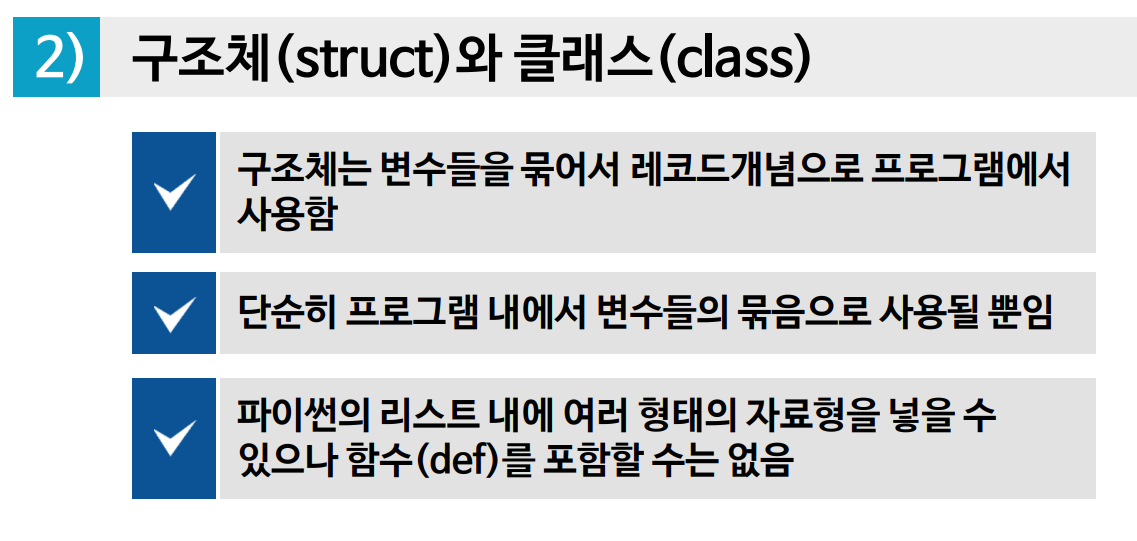 2) 구조체(struct)와 클래스(class)
구조체는 변수들을 묶어서 레코드개념으로 프로그램에서
사용함
단순히 프로그램 내에서 변수들의 묶음으로 사용될 뿐임
파이썬의 리스트 내에 여러 형태의 자료형을 넣을 수
있으나 함수(def)를 포함할 수는 없음